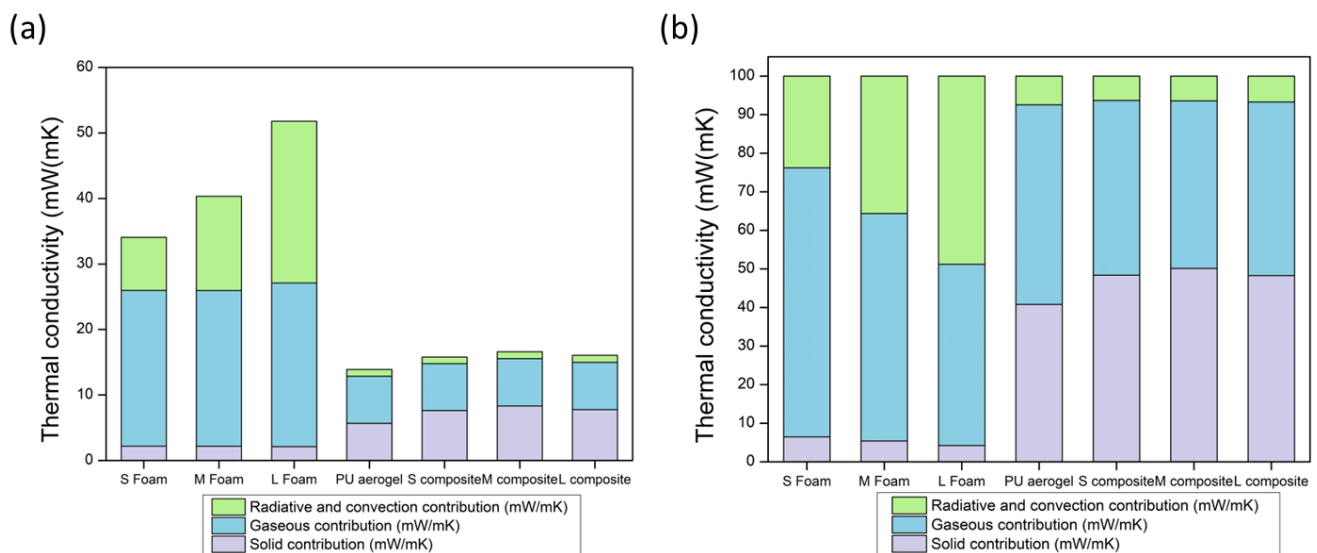 (a)
60
50
40
30
20
10
0
Thermal conductivity (mW(mK)
S Foam M Foam L Foam PU aerogel S composite M composite L composite
Radiative and convection contribution (mW/mK)
Gaseous contribution (mW/mK)
Solid contribution (mW/mK)
(b)
100
90
80
70
60
50
40
30
20
10
0
Thermal conductivity (mW(mK)
S Foam M Foam L Foam PU aerogel S composite M composite L composite
Radiative and convection contribution (mW/mK)
Gaseous contribution (mW/mK)
Solid contribution (mW/mK)